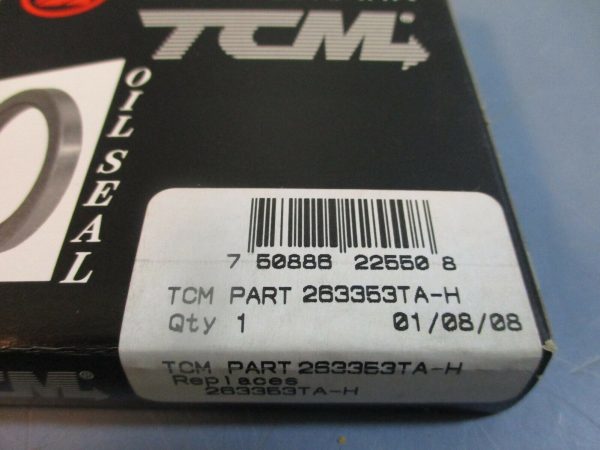 TCM
OIL SEAL
7 50886 22550 8
TCM PART 263353TA-H
Qty 1 01/08/08
TCM PART 263353TA-H
Replaces
263353TA-H
TCM®